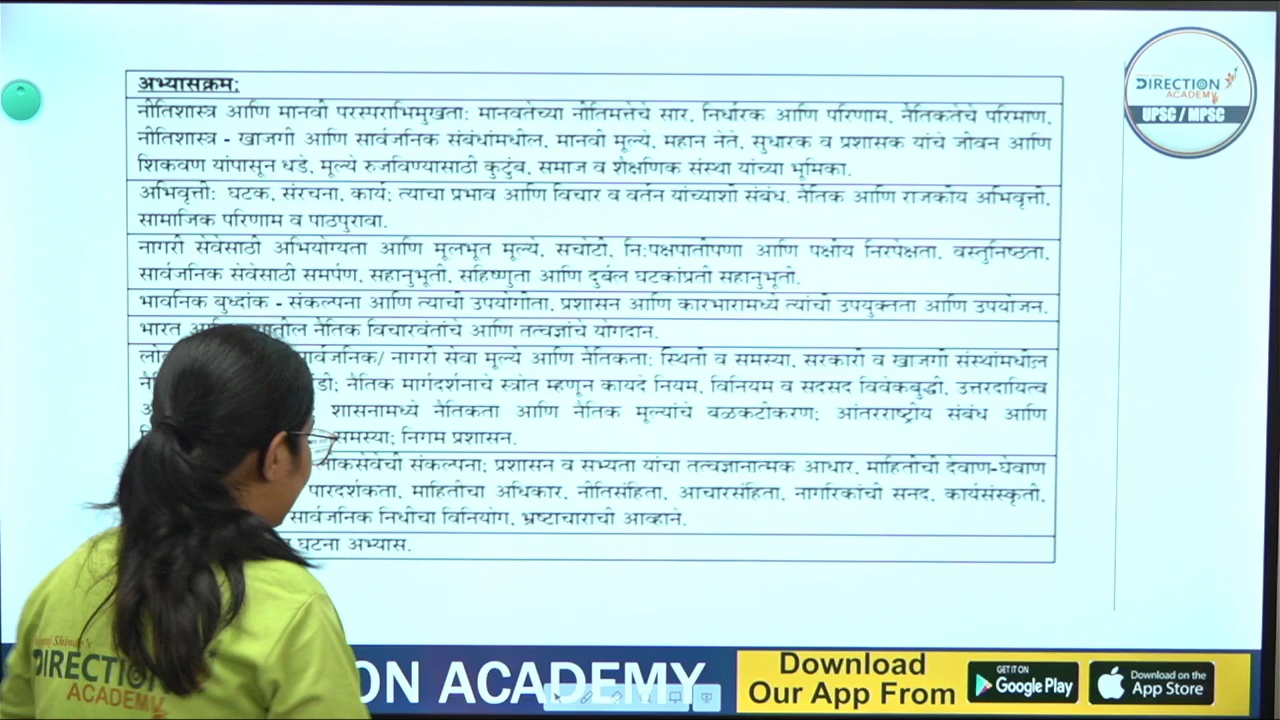 अभ्यासक्रम:
नीतिशास्त्र आणि मानवी परस्पराभिमुखता: मानवतेच्या नीतिमत्तेचे सार, निर्धारक आणि परिणाम, नैतिकतेचे परिमाण,
नीतिशास्त्र - खाजगी आणि सार्वजनिक संबंधांमधील, मानवी मूल्ये, महान नेते, सुधारक व प्रशासक यांचे जीवन आणि
शिकवण यांपासून धडे, मूल्ये रुजविण्यासाठी कुटुंब, समाज व शैक्षणिक संस्था यांच्या भूमिका.
अभिवृत्ती: घटक, संरचना, कार्य; त्याचा प्रभाव आणि विचार व वर्तन यांच्याशी संबंध, नैतिक आणि राजकीय अभिवृत्ती,
सामाजिक परिणाम व पाठपुरावा.
नागरी सेवेसाठी अभियोग्यता आणि मूलभूत मूल्ये, सचोटी, नि:पक्षपातीपणा आणि पक्षीय निरपेक्षता, वस्तुनिष्ठता,
सार्वजनिक सेवेसाठी समर्पण, सहानुभूती, सहिष्णुता आणि दुर्बल घटकांप्रती सहानुभूती.
भावनिक बुध्दांक - संकल्पना आणि त्याची उपयोगीता, प्रशासन आणि कारभारामध्ये त्यांची उपयुक्तता आणि उपयोजन.
भारत नैतिक विचारवंतांचे आणि तत्वज्ञांचे योगदान.
सार्वजनिक/ नागरी सेवा मूल्ये आणि नैतिकता: स्थिती व समस्या, सरकारी व खाजगी संस्थांमधील
नैतिक मार्गदर्शनाचे स्त्रोत म्हणून कायदे नियम, विनियम व सदसद विवेकबुद्धी, उत्तरदायित्व
शासनामध्ये नैतिकता आणि नैतिक मूल्यांचे बळकटीकरण; आंतरराष्ट्रीय संबंध आणि
समस्या; निगम प्रशासन.
लोकसेवेची संकल्पना; प्रशासन व सभ्यता यांचा तत्वज्ञानात्मक आधार, माहितीची देवाण-घेवाण
पारदर्शकता, माहितीचा अधिकार, नीतिसंहिता, आचारसंहिता, नागरिकांची सनद, कार्यसंस्कृती,
सार्वजनिक निधीचा विनियोग, भ्रष्टाचाराची आव्हाने.
घटना अभ्यास.
DIRECTION
ACADEMY
UPSC / MPSC
DIRECTION
ACADEMY
ON ACADEMY
Download
Our App From
GET IT ON
Google Play
Download on the
App Store